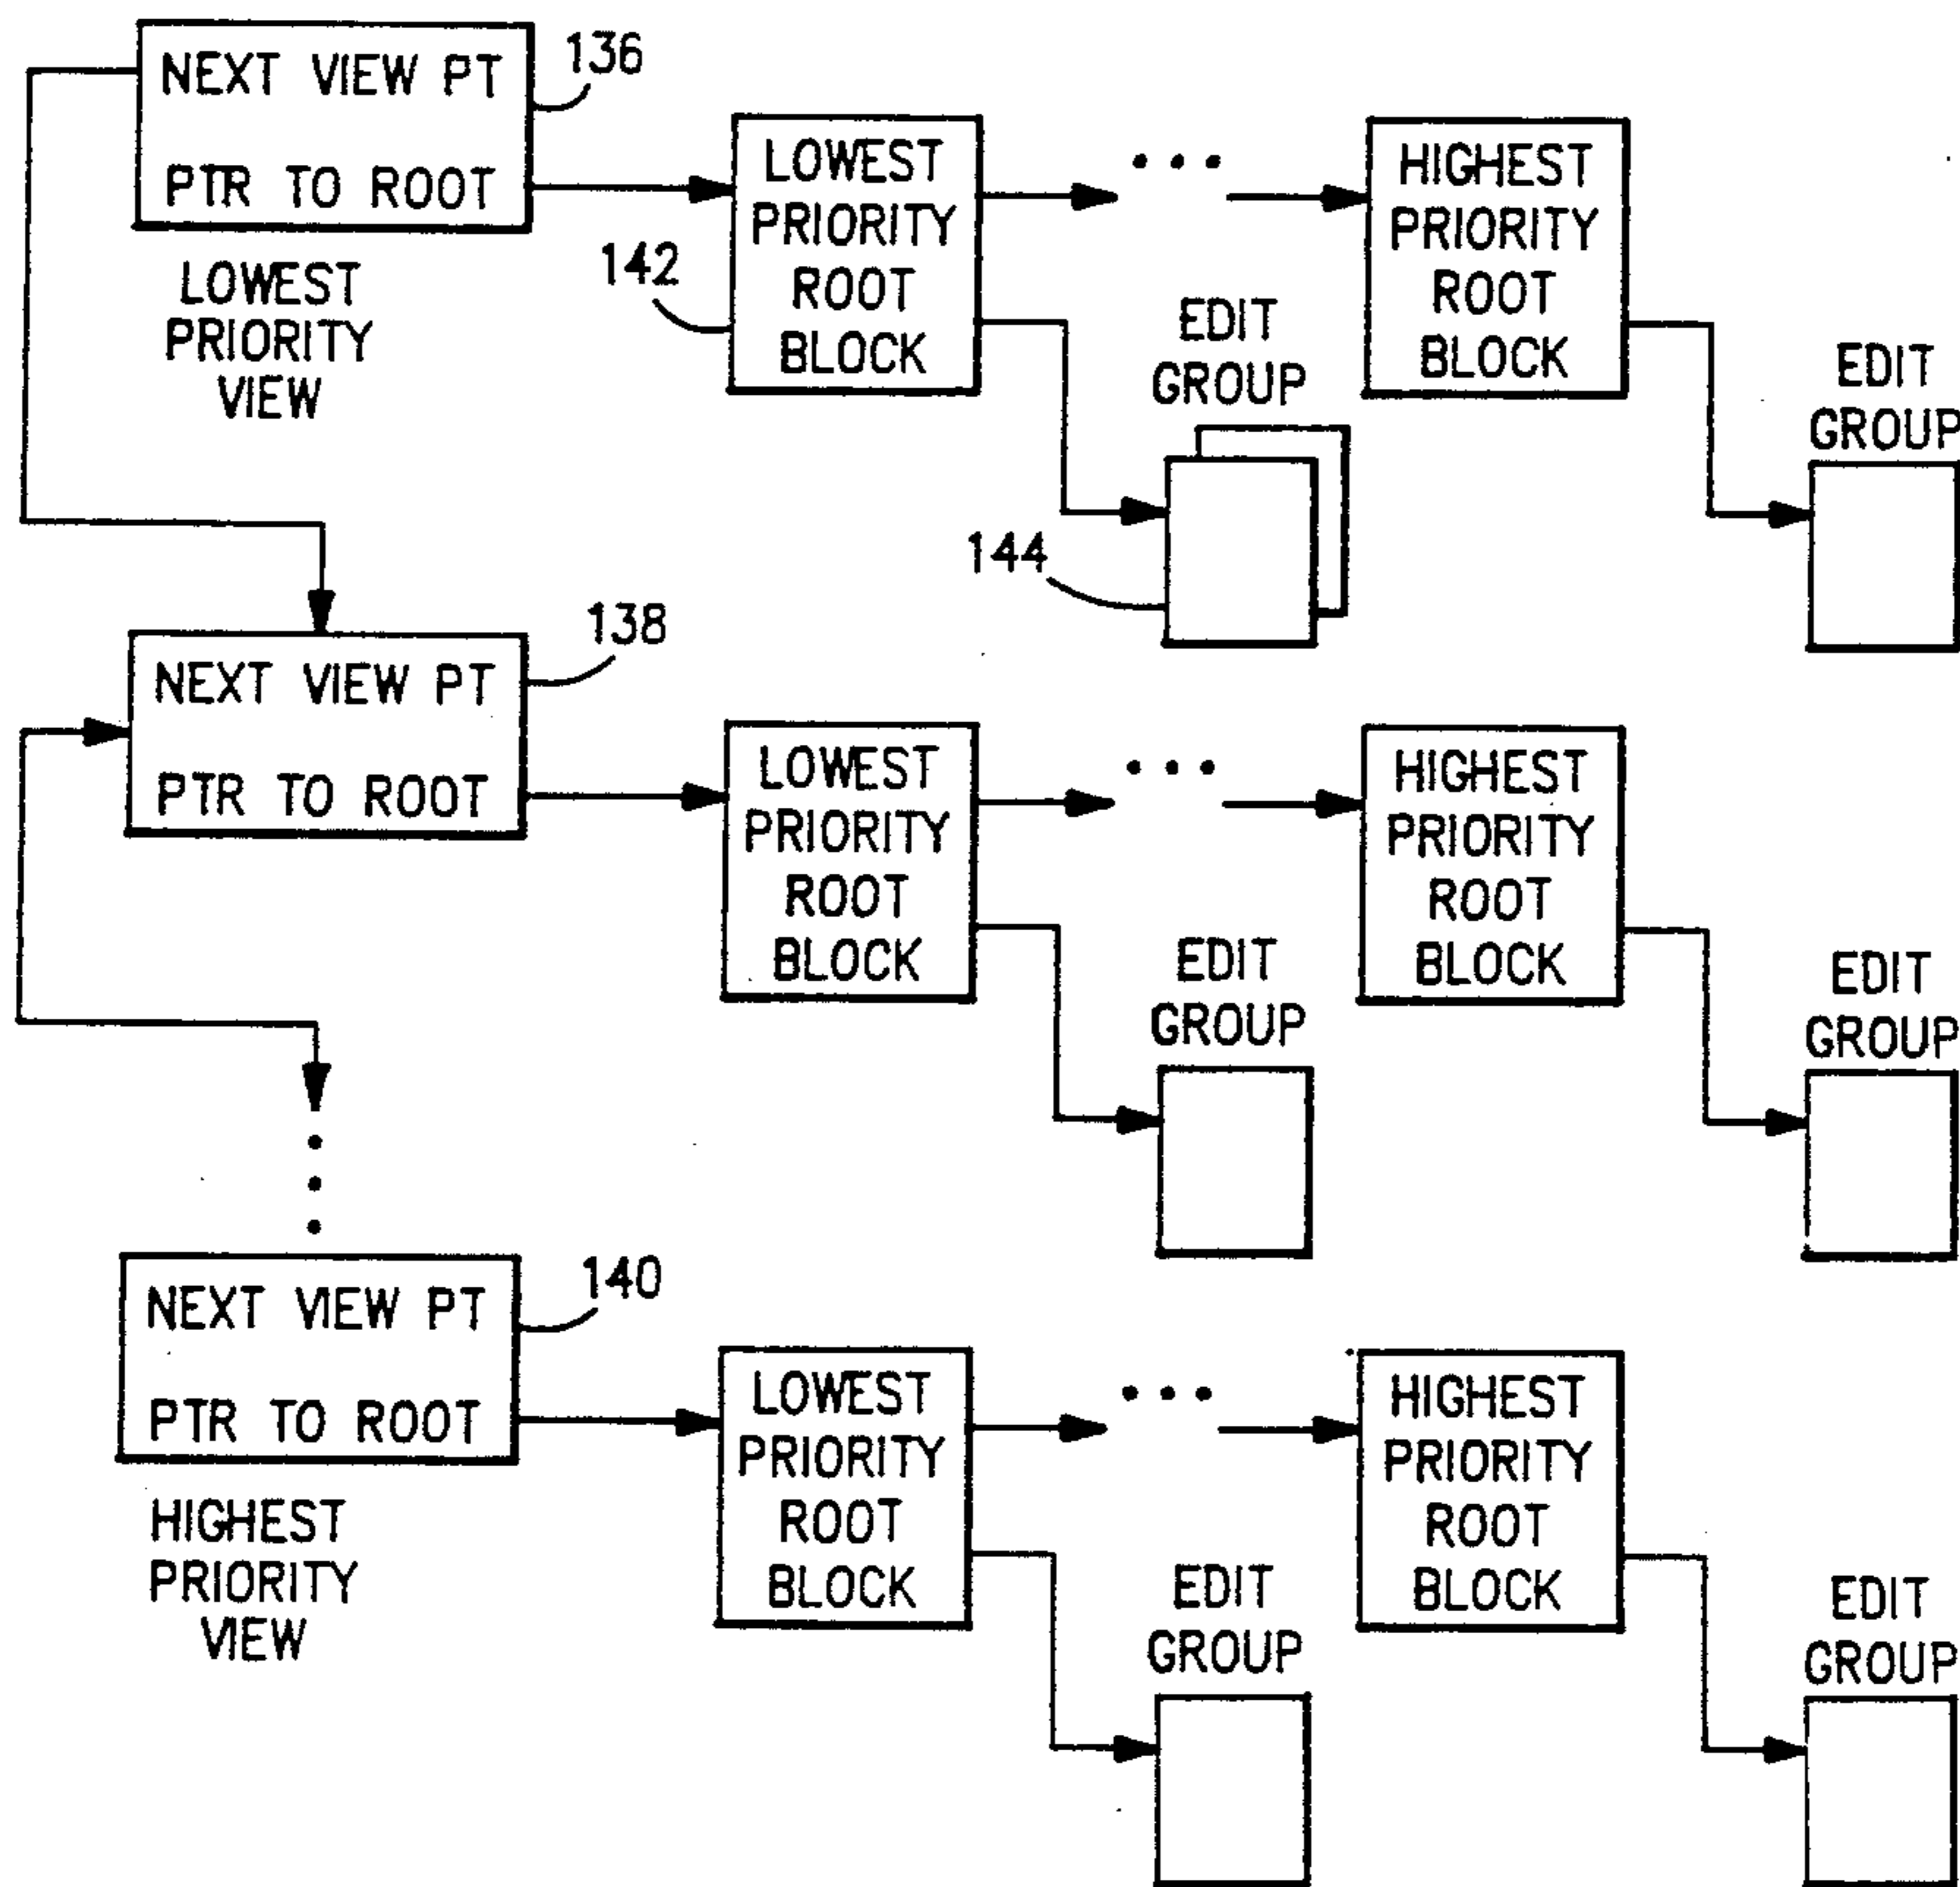 NEXT VIEW PT
136
PTR TO ROOT
LOWEST
PRIORITY
VIEW
142
LOWEST
PRIORITY
ROOT
BLOCK
• • •
HIGHEST
PRIORITY
ROOT
BLOCK
EDIT
GROUP
144
EDIT
GROUP
NEXT VIEW PT
138
PTR TO ROOT
LOWEST
PRIORITY
ROOT
BLOCK
• • •
HIGHEST
PRIORITY
ROOT
BLOCK
EDIT
GROUP
EDIT
GROUP
NEXT VIEW PT
140
PTR TO ROOT
HIGHEST
PRIORITY
VIEW
LOWEST
PRIORITY
ROOT
BLOCK
• • •
HIGHEST
PRIORITY
ROOT
BLOCK
EDIT
GROUP
EDIT
GROUP